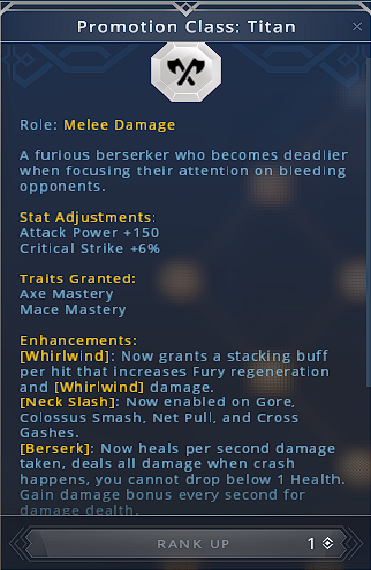 Promotion Class: Titan
Role: Melee Damage
A furious berserker who becomes deadlier
when focusing their attention on bleeding
opponents.
Stat Adjustments:
Attack Power +150
Critical Strike +6%
Traits Granted:
Axe Mastery
Mace Mastery
Enhancements:
[Whirlwind]: Now grants a stacking buff
per hit that increases Fury regeneration
and [Whirlwind] damage.
[Neck Slash]: Now enabled on Gore,
Colossus Smash, Net Pull, and Cross
Gashes.
[Berserk]: Now heals per second damage
taken, deals all damage when crash
happens, you cannot drop below 1 Health.
Gain damage bonus every second for
damage dealth.
RANK UP 1